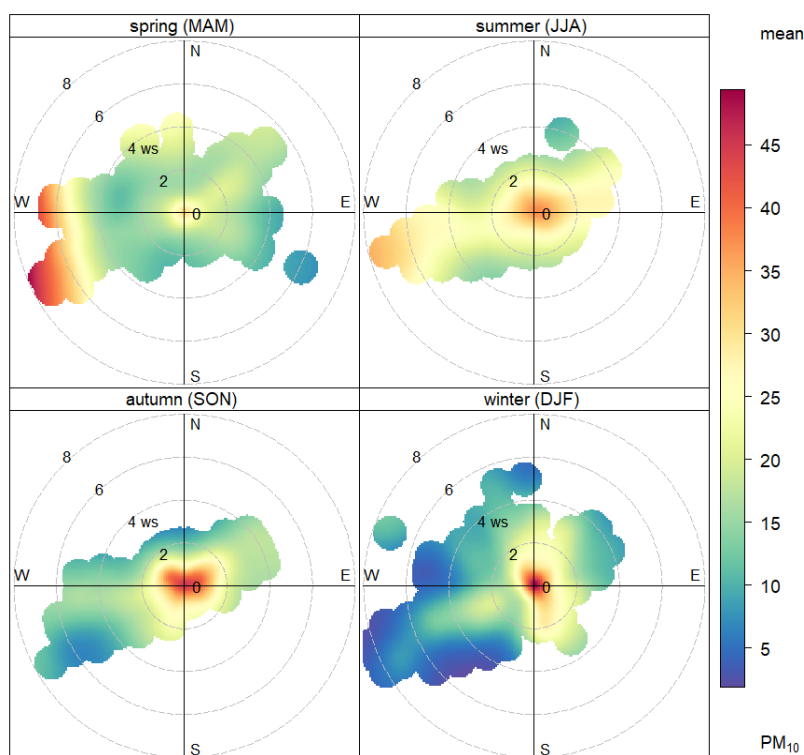 spring (MAM)
summer (JJA)
mean
N
8
6
4 ws
2
W
0
E
S
N
8
6
4 ws
2
W
0
E
S
autumn (SON)
winter (DJF)
N
8
6
4 ws
2
W
0
E
S
N
8
6
4 ws
2
W
0
E
S
45
40
35
30
25
20
15
10
5
PM₁₀